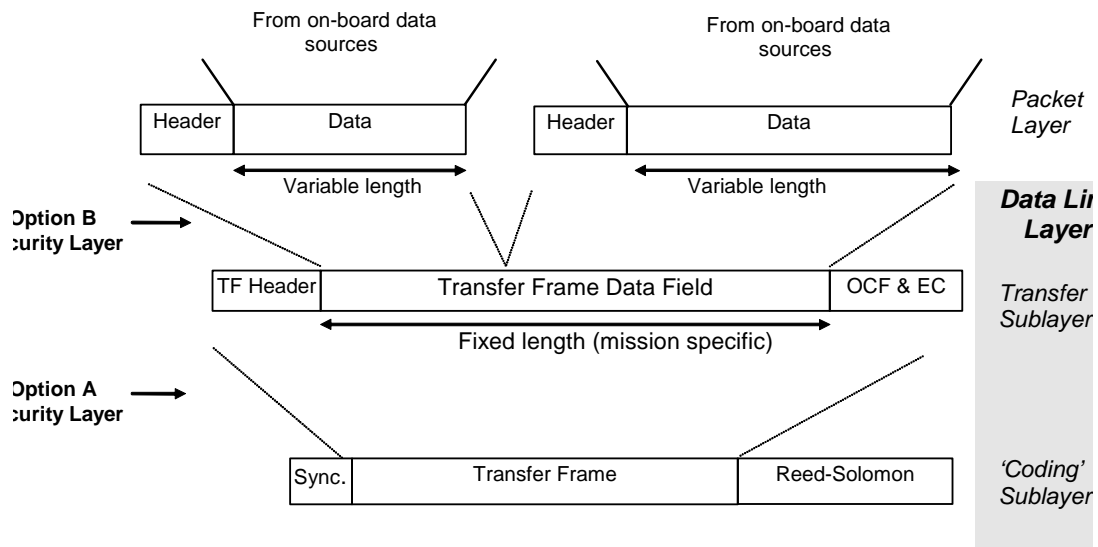 From on-board data
sources
From on-board data
sources
Header
Data
Header
Data
Packet
Layer
Variable length
Variable length
Option B
curity Layer
Data Lin
Layer
TF Header
Transfer Frame Data Field
OCF & EC
Transfer
Sublayer
Fixed length (mission specific)
Option A
curity Layer
Sync.
Transfer Frame
Reed-Solomon
‘Coding’
Sublayer